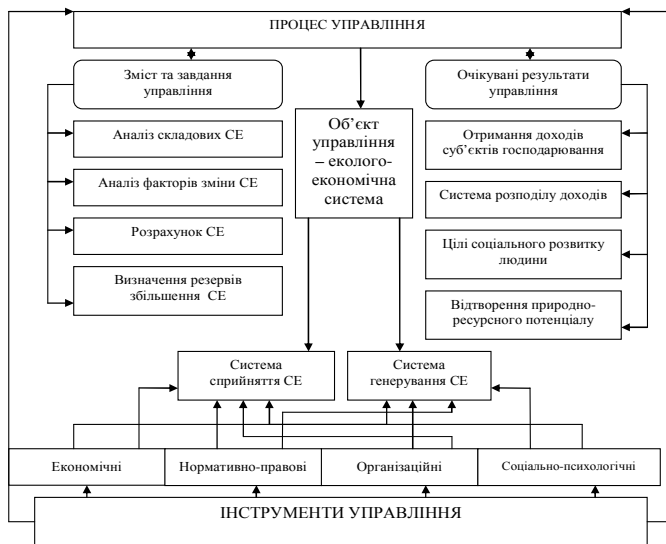 ПРОЦЕС УПРАВЛІННЯ
Зміст та завдання
управління
Аналіз складових СЕ
Аналіз факторів зміни СЕ
Розрахунок СЕ
Визначення резервів
збільшення СЕ
Об’єкт
управління
– еколого-
економічна
система
Очікувані результати
управління
Отримання доходів
суб’єктів господарювання
Система розподілу доходів
Цілі соціального розвитку
людини
Відтворення природно-
ресурсного потенціалу
Система
сприйняття СЕ
Система
генерування СЕ
Економічні
Нормативно-правові
Організаційні
Соціально-психологічні
ІНСТРУМЕНТИ УПРАВЛІННЯ